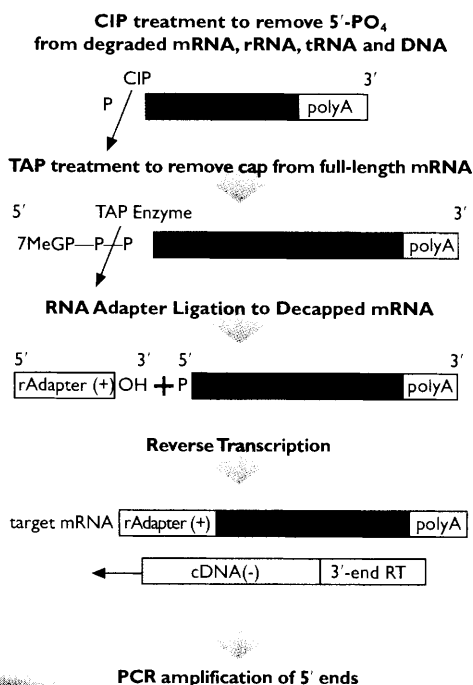 CIP treatment to remove 5'-PO4
from degraded mRNA, rRNA, tRNA and DNA
CIP 3'
P polyA
TAP treatment to remove cap from full-length mRNA
5' TAP Enzyme 3'
7MeGP—P—P polyA
RNA Adapter Ligation to Decapped mRNA
5' 3' 5' 3'
rAdapter (+) OH + P polyA
Reverse Transcription
target mRNA rAdapter (+) polyA
cDNA(-) 3'-end RT
PCR amplification of 5' ends